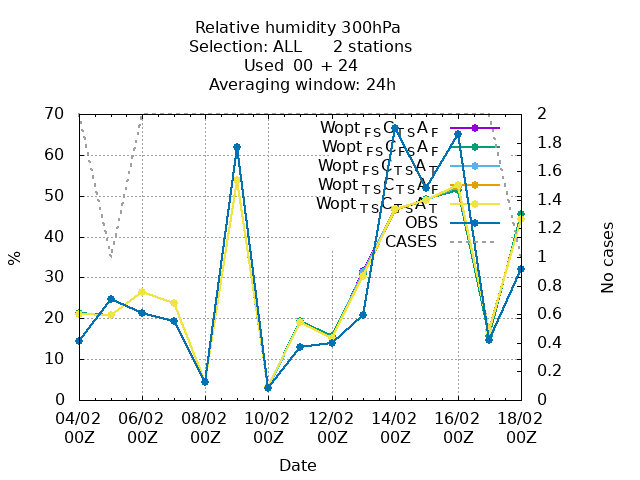 Relative humidity 300hPa
Selection: ALL 2 stations
Used 00 + 24
Averaging window: 24h
Wopt FS C TS A F
Wopt FS C FS A F
Wopt FS C TS A T
Wopt TS C TS A F
Wopt TS C TS A T
OBS
CASES
70
60
50
40
30
20
10
0
%
2
1.8
1.6
1.4
1.2
1
0.8
0.6
0.4
0.2
0
No cases
04/02 06/02 08/02 10/02 12/02 14/02 16/02 18/02
00Z 00Z 00Z 00Z 00Z 00Z 00Z 00Z
Date